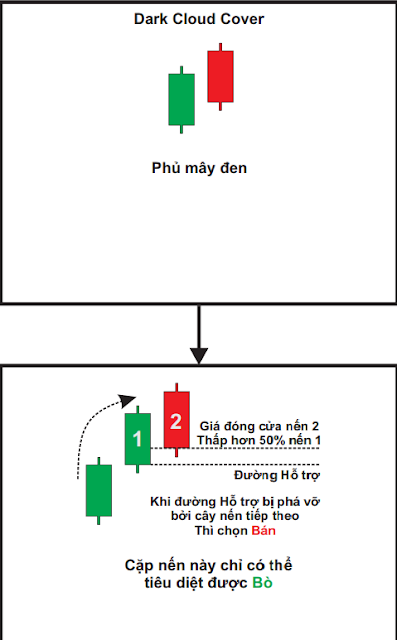 Dark Cloud Cover
Phủ mây đen
1
2
Giá đóng cửa nến 2
Thấp hơn 50% nến 1
Đường Hỗ trợ
Khi đường Hỗ trợ bị phá vỡ
bởi cây nến tiếp theo
Thì chọn Bán
Cặp nến này chỉ có thể
tiêu diệt được Bò